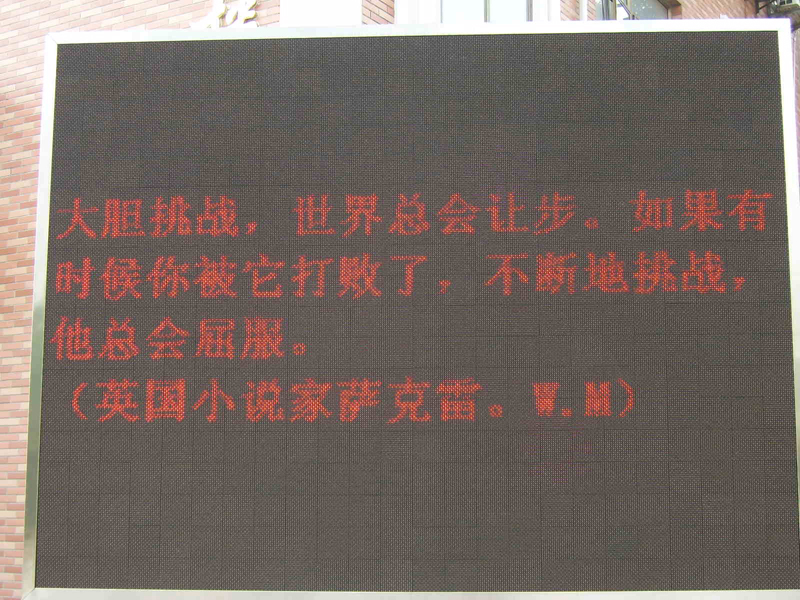 大胆挑战，世界总会让步。如果有
时候你被它打败了，不断地挑战，
他总会屈服。
（英国小说家萨克雷。W.M）